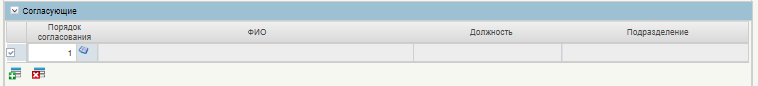 Согласующие
Порядок согласования ФИО Должность Подразделение
1